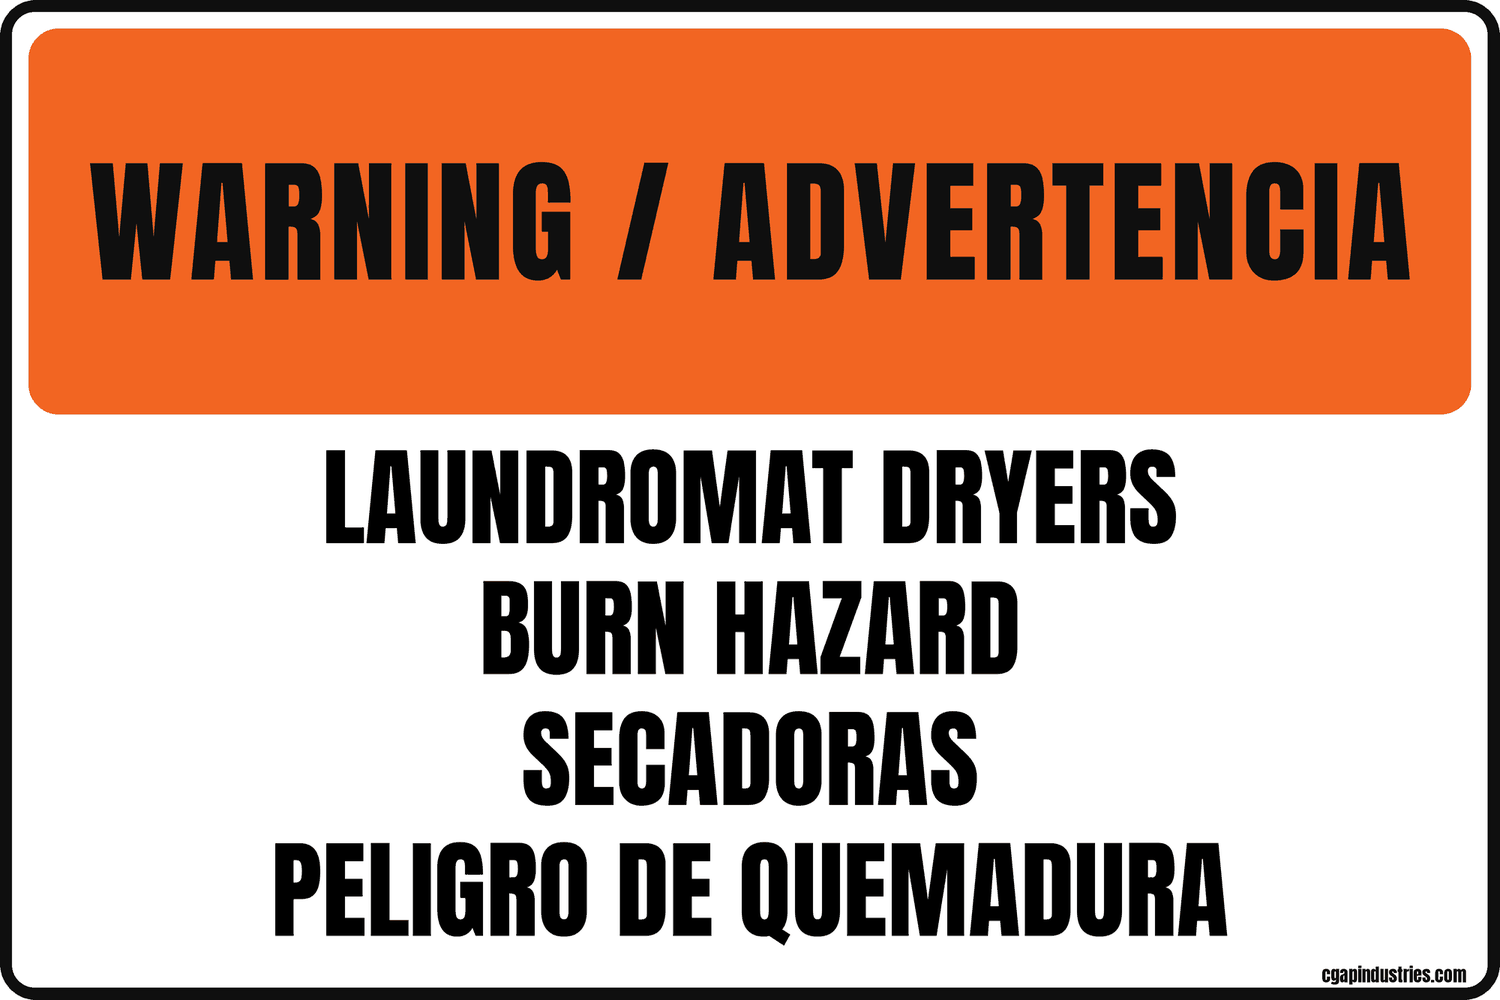 WARNING / ADVERTENCIA
LAUNDROMAT DRYERS
BURN HAZARD
SECADORAS
PELIGRO DE QUEMADURA
cgapindustries.com